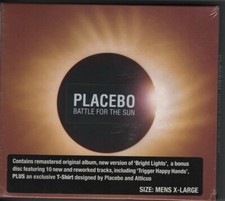 PLACEBO
BATTLE FOR THE SUN
Contains remastered original album, new version of 'Bright Lights', a bonus
disc featuring 10 new and reworked tracks, including 'Trigger Happy Hands',
PLUS an exclusive T-Shirt designed by Placebo and Atticus
SIZE: MENS X-LARGE